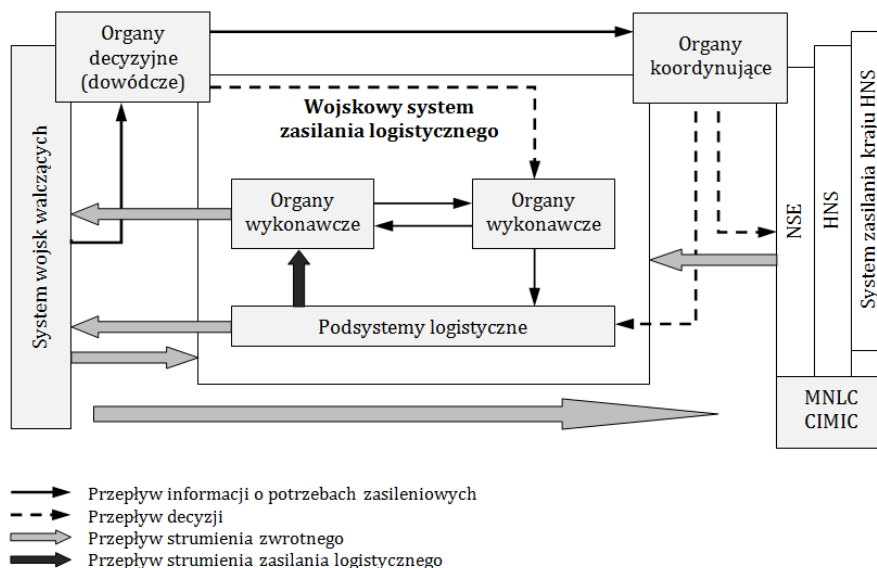 Organy
decyzyjne
(dowódcze)
Organy
koordynujące
Wojskowy system
zasilania logistycznego
System wojsk walczących
Organy
wykonawcze
Organy
wykonawcze
Podsystemy logistyczne
NSE
HNS
System zasilania kraju HNS
MNLC
CIMIC
Przepływ informacji o potrzebach zasileniowych
Przepływ decyzji
Przepływ strumienia zwrotnego
Przepływ strumienia zasilania logistycznego